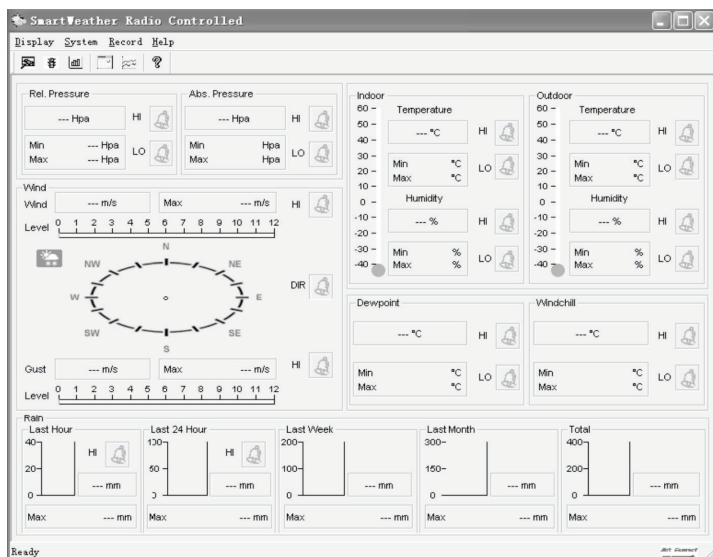 SmartWeather Radio Controlled
Display System Record Help
Rel. Pressure
--- Hpa HI
Min --- Hpa
Max --- Hpa
LO
Abs. Pressure
--- Hpa HI
Min Hpa
Max Hpa
LO
Wind
Wind --- m/s Max --- m/s HI
Level 0 1 2 3 4 5 6 7 8 9 10 11 12
N
NW NE
W E
SW SE
S
DIR
Gust --- m/s Max --- m/s HI
Level 0 1 2 3 4 5 6 7 8 9 10 11 12
Indoor
60
50
40
30
20
10
0
-10
-20
-30
-40
Temperature
--- °C HI
Min °C
Max °C
LO
Humidity
--- % HI
Min %
Max %
LO
Outdoor
60
50
40
30
20
10
0
-10
-20
-30
-40
Temperature
--- °C HI
Min °C
Max °C
LO
Humidity
--- % HI
Min %
Max %
LO
Dewpoint
--- °C HI
Min °C
Max °C
LO
Windchill
--- °C HI
Min °C
Max °C
LO
Rain
Last Hour
40
20
0
HI
--- mm
Max --- mm
Last 24 Hour
100
50
HI
--- mm
Max --- mm
Last Week
200
100
0
--- mm
Max --- mm
Last Month
300
150
0
--- mm
Max --- mm
Total
400
200
0
--- mm
Max --- mm
Ready